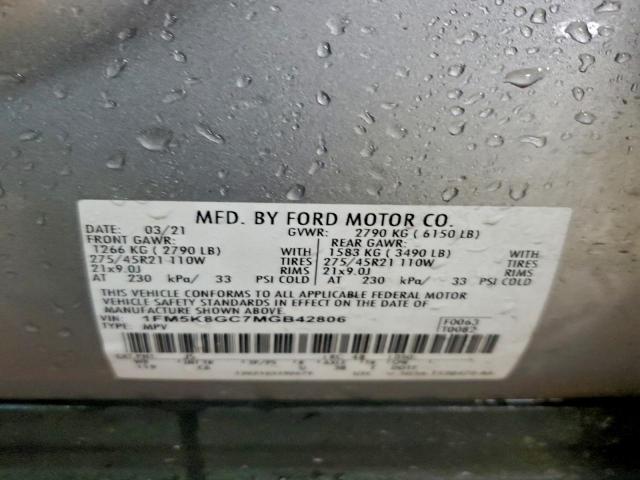 MFD. BY FORD MOTOR CO.
DATE: 03/21 GVWR: 2790 KG ( 6150 LB)
FRONT GAWR: REAR GAWR:
1266 KG ( 2790 LB) WITH 1583 KG ( 3490 LB) WITH
275/45R21 110W TIRES 275/45R21 110W TIRES
21x9.0J RIMS 21x9.0J RIMS
AT 230 kPa/ 33 PSI COLD AT 230 kPa/ 33 PSI COLD
THIS VEHICLE CONFORMS TO ALL APPLICABLE FEDERAL MOTOR
VEHICLE SAFETY STANDARDS IN EFFECT ON THE DATE OF
MANUFACTURE SHOWN ABOVE.
VIN: 1FM5K8GC7MGB42806 F0063
TYPE: MPV T0082